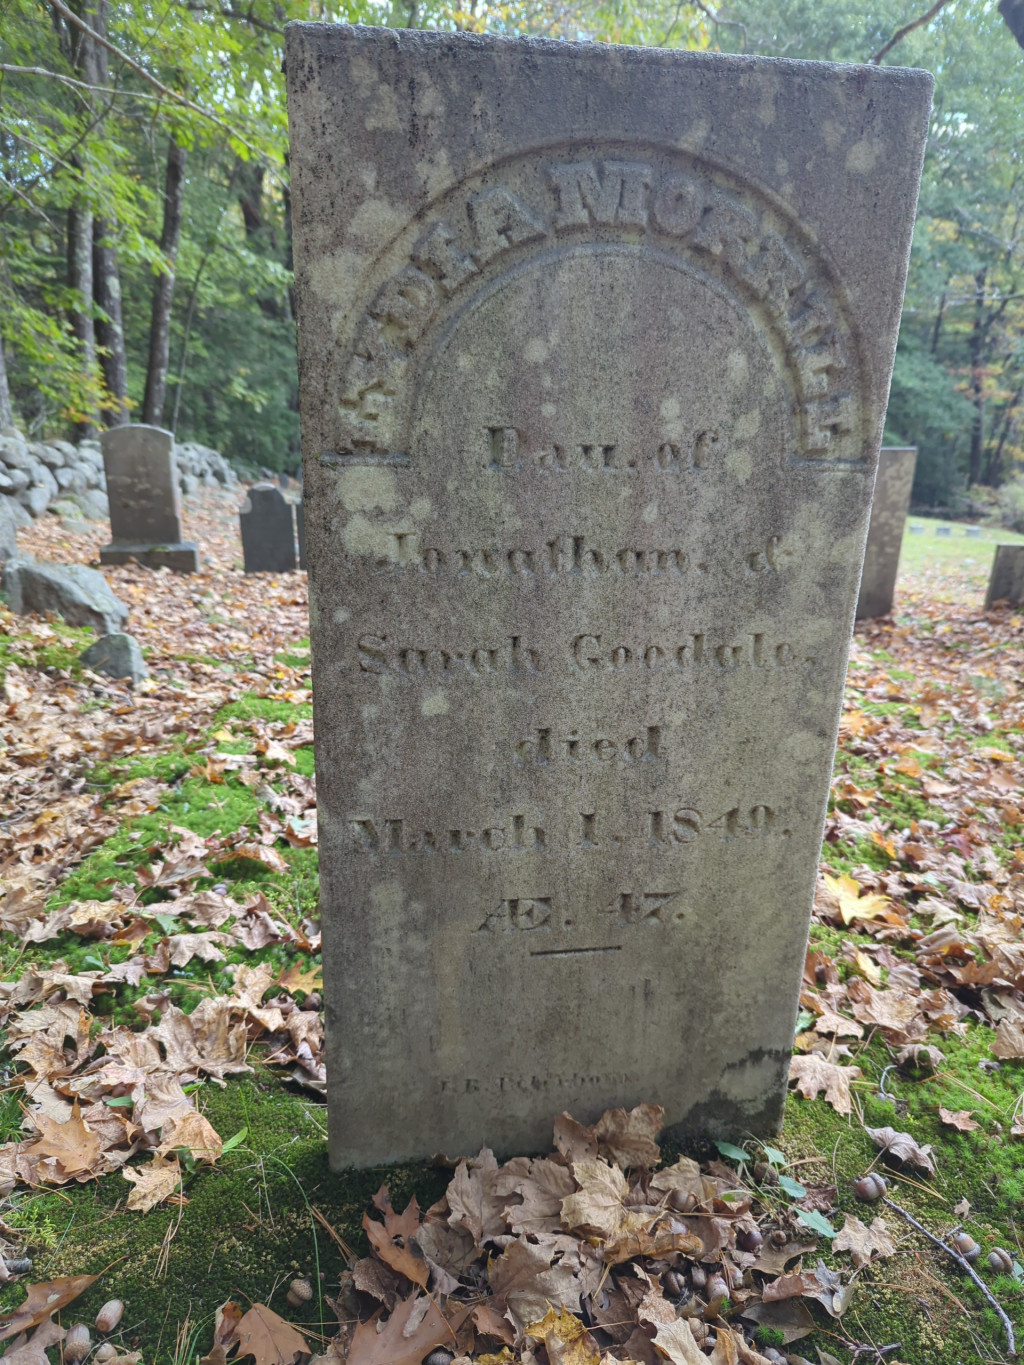 MORRILL
Dau. of
Jonathan. &
Sarah Goodale.
died
March 1. 1849.
Æ. 47.